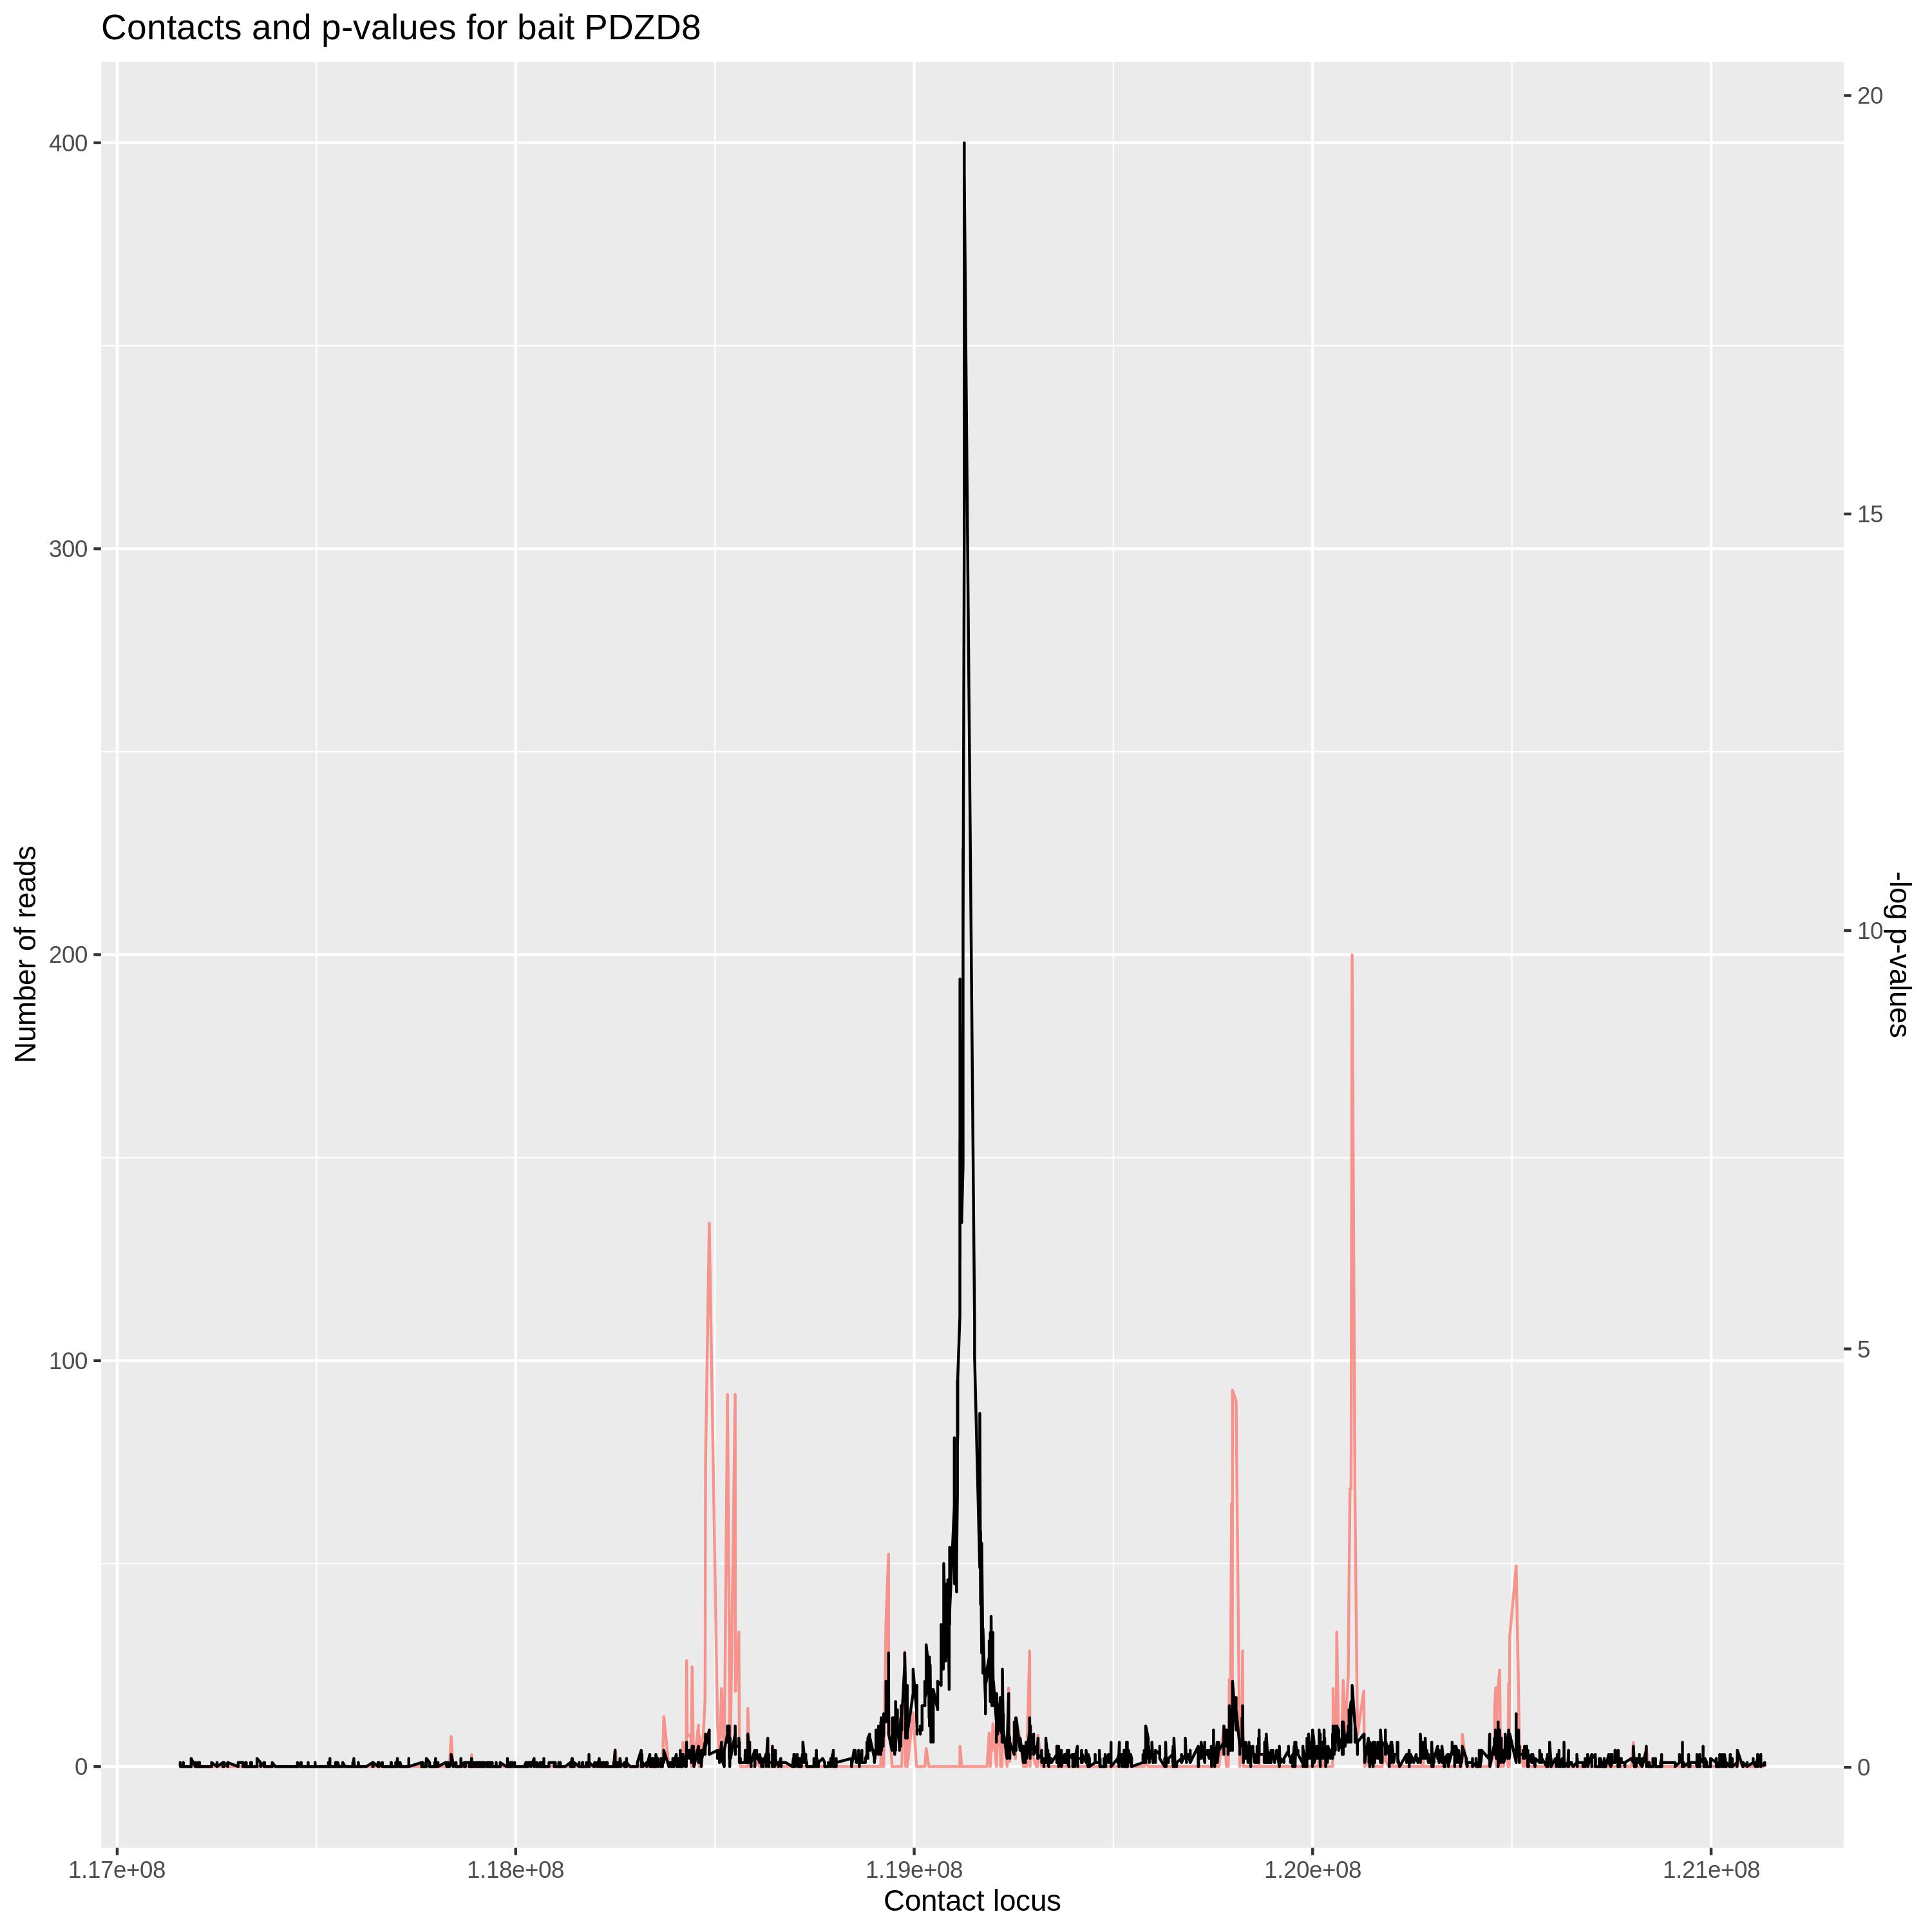 Contacts and p-values for bait PDZD8
Number of reads
400
300
200
100
0
20
15
10
5
0
-log p-values
1.17e+08 1.18e+08 1.19e+08 1.20e+08 1.21e+08
Contact locus